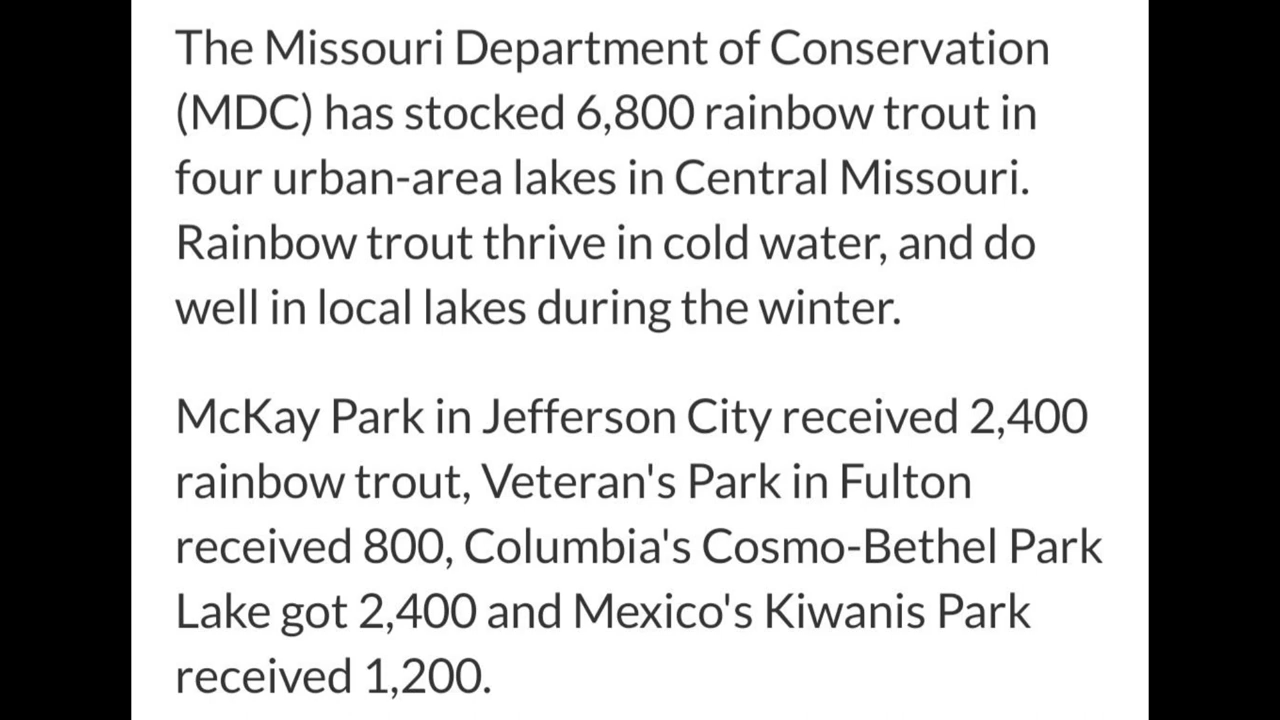 The Missouri Department of Conservation
(MDC) has stocked 6,800 rainbow trout in
four urban-area lakes in Central Missouri.
Rainbow trout thrive in cold water, and do
well in local lakes during the winter.
McKay Park in Jefferson City received 2,400
rainbow trout, Veteran's Park in Fulton
received 800, Columbia's Cosmo-Bethel Park
Lake got 2,400 and Mexico's Kiwanis Park
received 1,200.